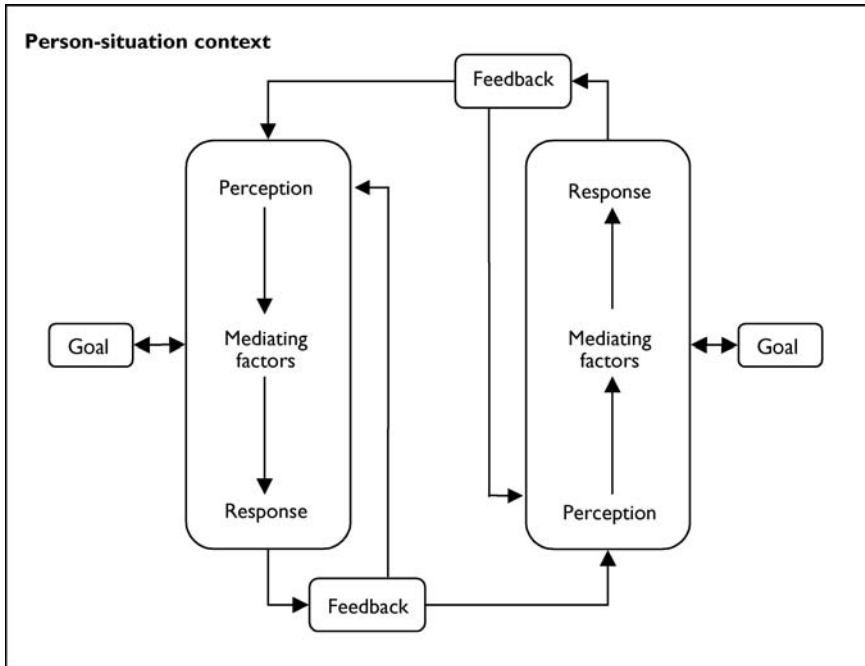 Person-situation context
Feedback
Perception
Response
Goal
Mediating
factors
Mediating
factors
Goal
Response
Perception
Feedback